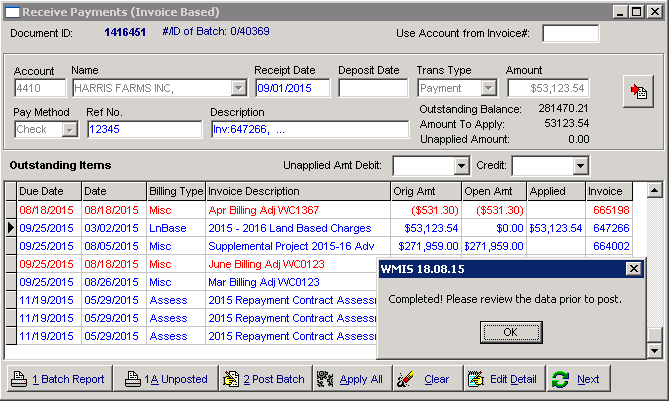 Receive Payments (Invoice Based)
Document ID: 1416451 #/ID of Batch: 0/40369 Use Account from Invoice#:
Account Name Receipt Date Deposit Date Trans Type Amount
4410 HARRIS FARMS INC, 09/01/2015 Payment $53,123.54
Pay Method Ref No. Description Outstanding Balance: 281470.21
Check 12345 Inv:647266, ... Amount To Apply: 53123.54
Unapplied Amount: 0.00
Outstanding Items Unapplied Amt Debit: Credit:
Due Date Date Billing Type Invoice Description Orig Amt Open Amt Applied Invoice
08/18/2015 08/18/2015 Misc Apr Billing Adj WC1367 ($531.30) ($531.30) 665198
09/25/2015 03/02/2015 LnBase 2015 - 2016 Land Based Charges $53,123.54 $0.00 $53,123.54 647266
09/25/2015 08/05/2015 Misc Supplemental Project 2015-16 Adv $271,959.00 $271,959.00 664002
09/25/2015 08/18/2015 Misc June Billing Adj WC0123
09/25/2015 08/26/2015 Misc Mar Billing Adj WC0123
11/19/2015 05/29/2015 Assess 2015 Repayment Contract Assessm
11/19/2015 05/29/2015 Assess 2015 Repayment Contract Assessm
11/19/2015 05/29/2015 Assess 2015 Repayment Contract Assessm
WMIS 18.08.15
Completed! Please review the data prior to post.
OK
1 Batch Report 1A Unposted 2 Post Batch Apply All Clear Edit Detail Next